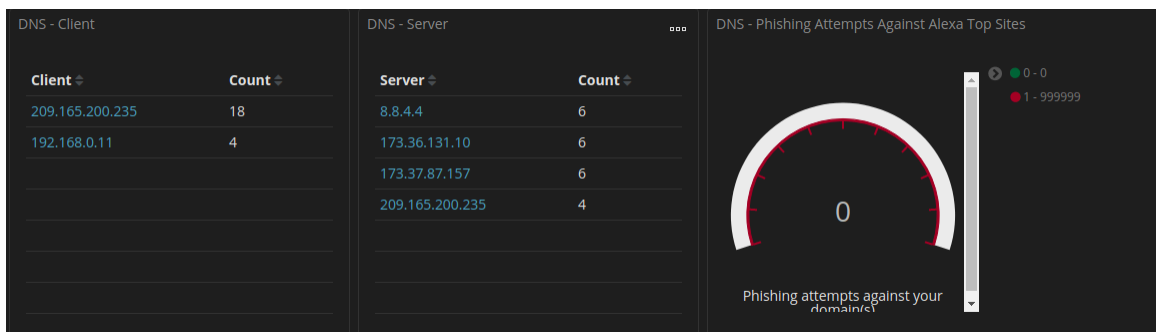 DNS - Client
Client Count
209.165.200.235 18
192.168.0.11 4
DNS - Server
Server Count
8.8.4.4 6
173.36.131.10 6
173.37.87.157 6
209.165.200.235 4
DNS - Phishing Attempts Against Alexa Top Sites
0 - 0
1 - 999999
0
Phishing attempts against your
domain(s)